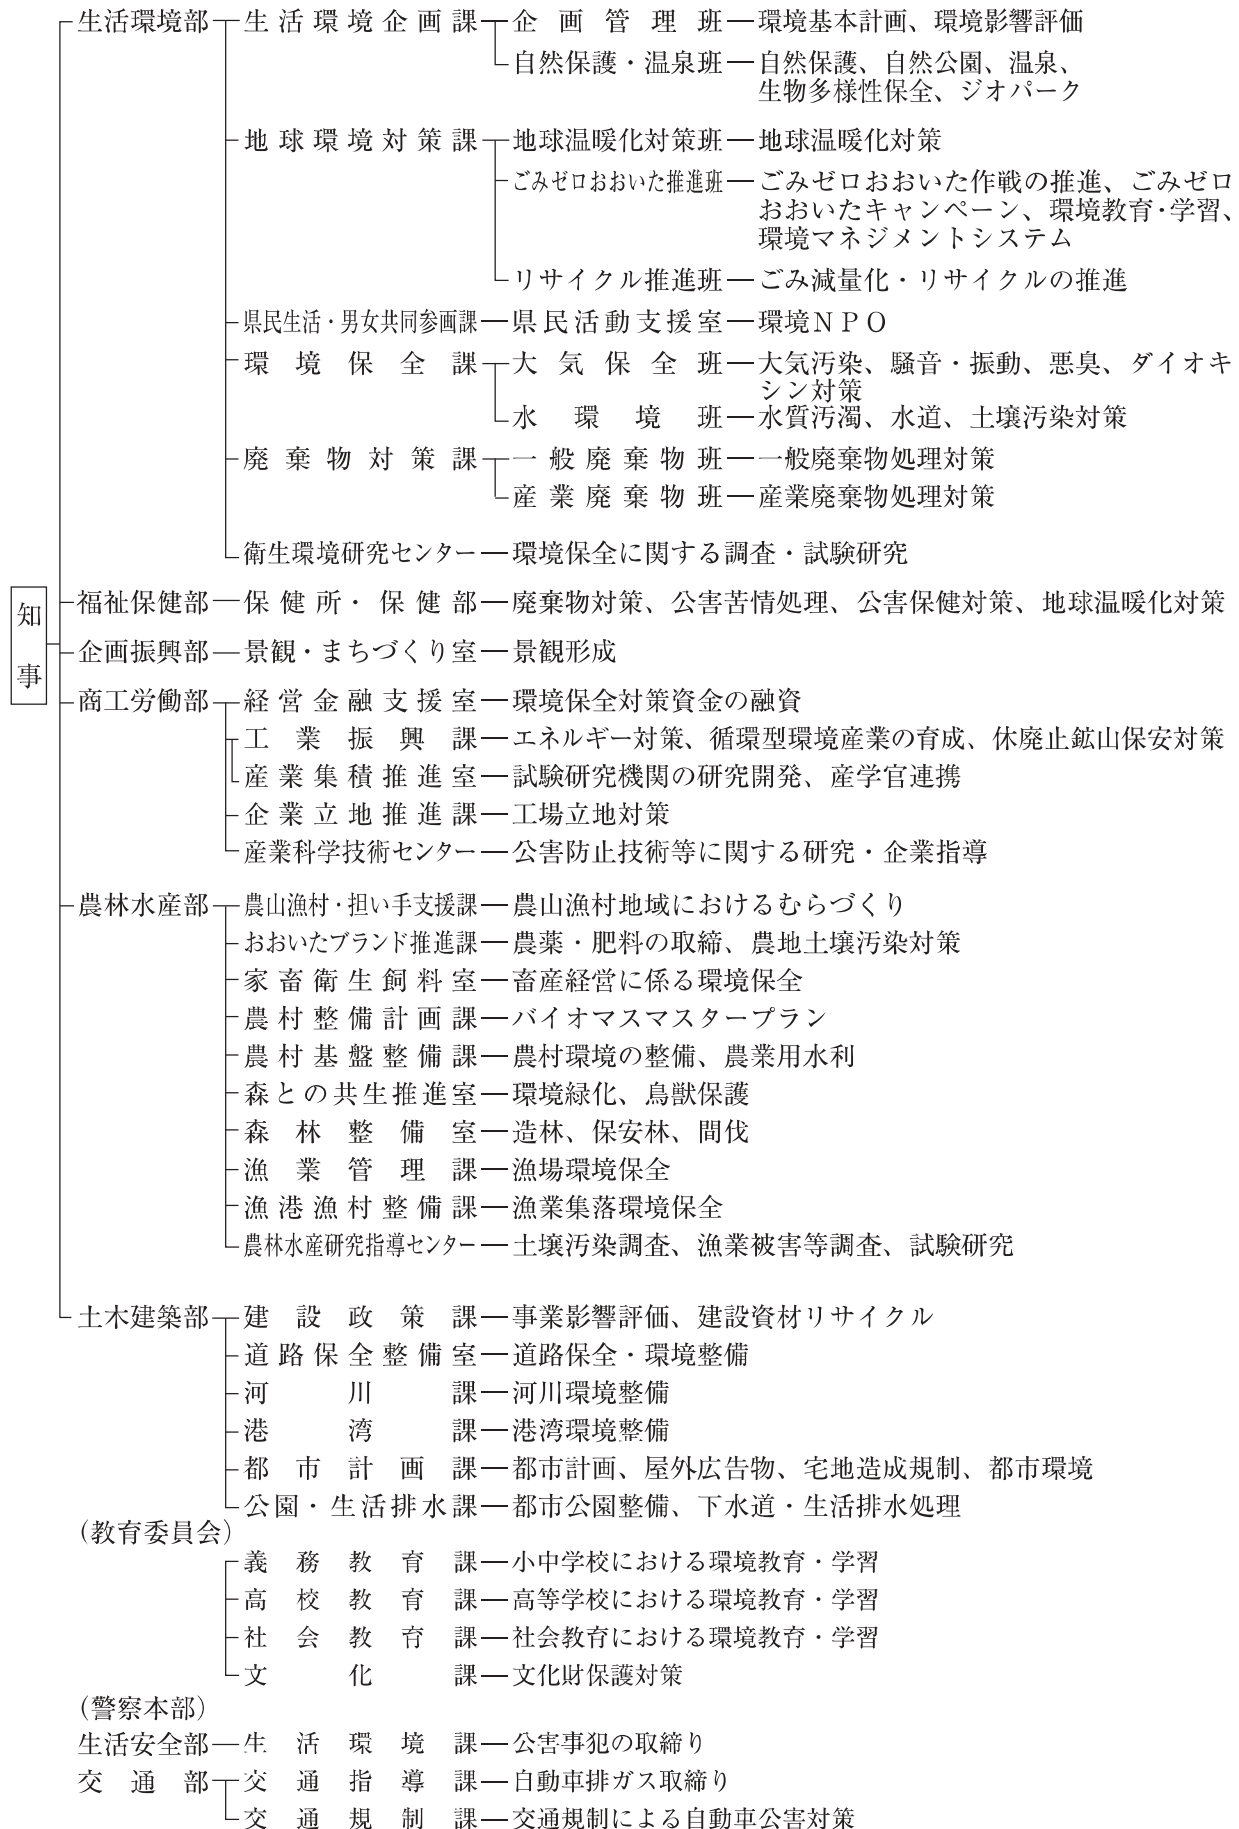 生活環境部 生活環境企画課 企画管理班 環境基本計画、環境影響評価
自然保護・温泉班 自然保護、自然公園、温泉、
生物多様性保全、ジオパーク
地球環境対策課 地球温暖化対策班 地球温暖化対策
ごみゼロおおいた推進班 ごみゼロおおいた作戦の推進、ごみゼロ
おおいたキャンペーン、環境教育・学習、
環境マネジメントシステム
リサイクル推進班 ごみ減量化・リサイクルの推進
県民生活・男女共同参画課 県民活動支援室 環境ＮＰＯ
環境保全課 大気保全班 大気汚染、騒音・振動、悪臭、ダイオキ
シン対策
水環境班 水質汚濁、水道、土壌汚染対策
廃棄物対策課 一般廃棄物班 一般廃棄物処理対策
産業廃棄物班 産業廃棄物処理対策
衛生環境研究センター 環境保全に関する調査・試験研究
知事
福祉保健部 保健所・保健部 廃棄物対策、公害苦情処理、公害保健対策、地球温暖化対策
企画振興部 景観・まちづくり室 景観形成
商工労働部 経営金融支援室 環境保全対策資金の融資
工業振興課 エネルギー対策、循環型環境産業の育成、休廃止鉱山保安対策
産業集積推進室 試験研究機関の研究開発、産学官連携
企業立地推進課 工場立地対策
産業科学技術センター 公害防止技術等に関する研究・企業指導
農林水産部 農山漁村・担い手支援課 農山漁村地域におけるむらづくり
おおいたブランド推進課 農薬・肥料の取締、農地土壌汚染対策
家畜衛生飼料室 畜産経営に係る環境保全
農村整備計画課 バイオマスマスタープラン
農村基盤整備課 農村環境の整備、農業用水利
森との共生推進室 環境緑化、鳥獣保護
森林整備室 造林、保安林、間伐
漁業管理課 漁場環境保全
漁港漁村整備課 漁業集落環境保全
農林水産研究指導センター 土壌汚染調査、漁業被害等調査、試験研究
土木建築部 建設政策課 事業影響評価、建設資材リサイクル
道路保全整備室 道路保全・環境整備
河川課 河川環境整備
港湾課 港湾環境整備
都市計画課 都市計画、屋外広告物、宅地造成規制、都市環境
公園・生活排水課 都市公園整備、下水道・生活排水処理
（教育委員会）
義務教育課 小中学校における環境教育・学習
高校教育課 高等学校における環境教育・学習
社会教育課 社会教育における環境教育・学習
文化課 文化財保護対策
（警察本部）
生活安全部 生活環境課 公害事犯の取締り
交通部 交通指導課 自動車排ガス取締り
交通規制課 交通規制による自動車公害対策